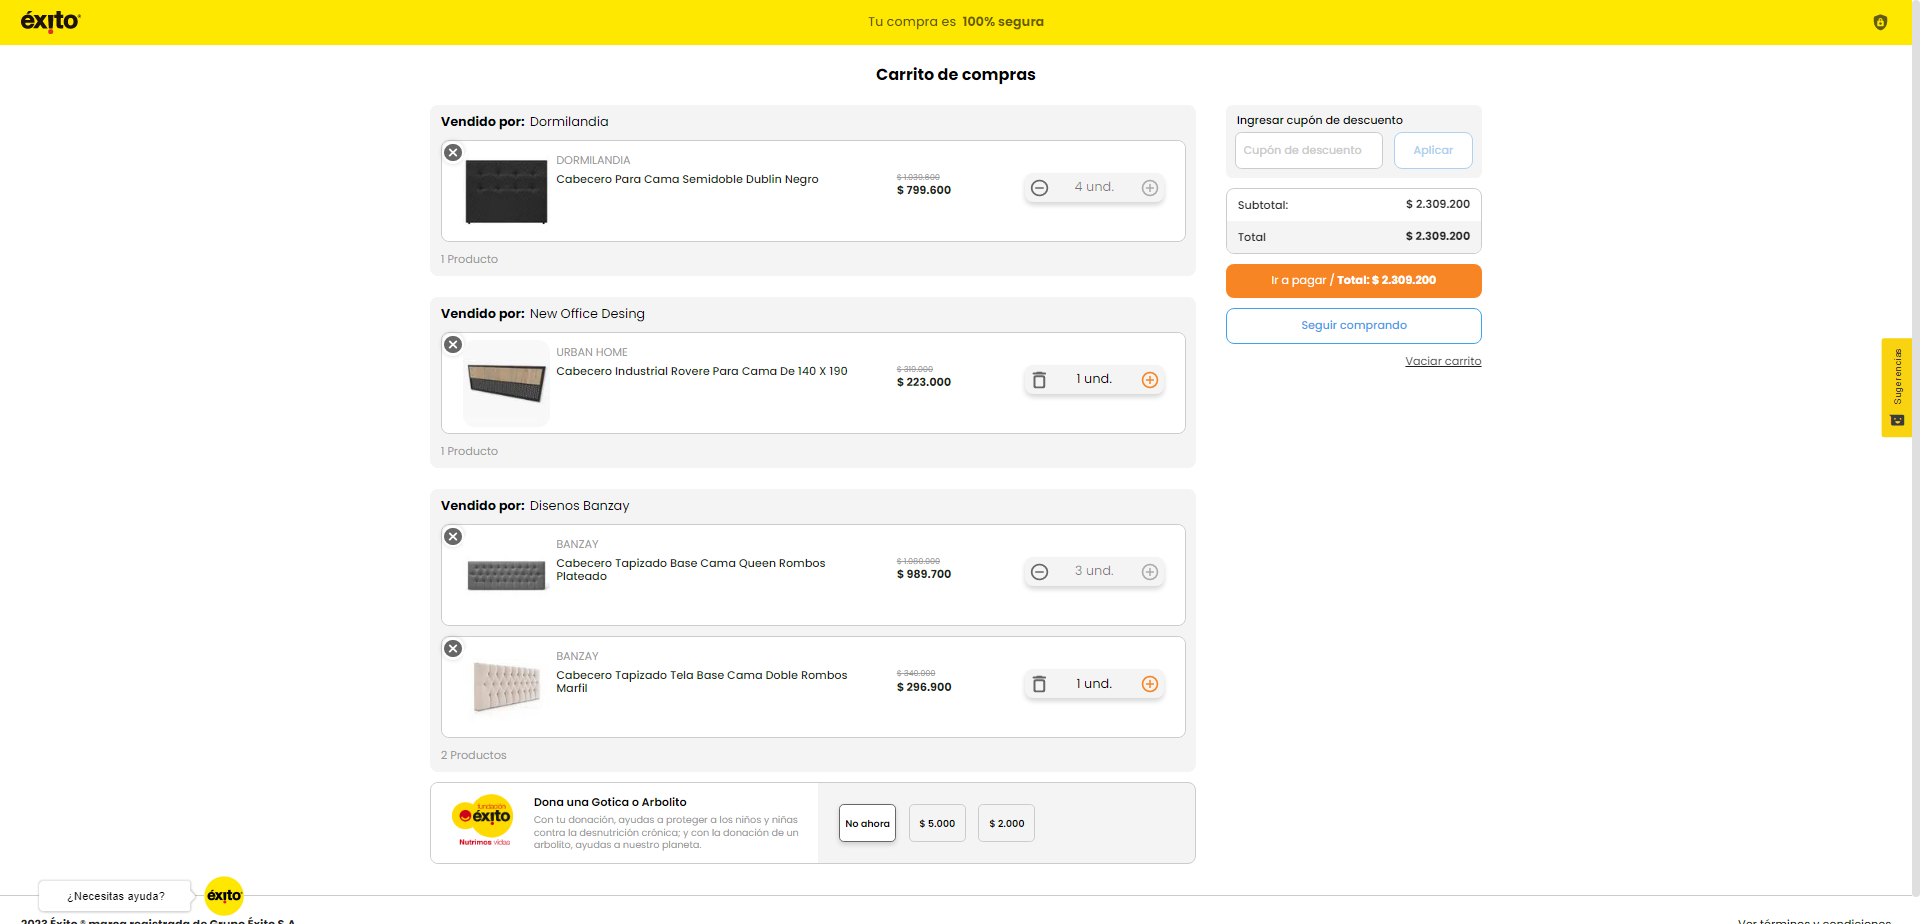 éxito
Tu compra es 100% segura
Carrito de compras
Vendido por: Dormilandia
DORMILANDIA
Cabecero Para Cama Semidoble Dublin Negro
$ 799.600
4 und.
1 Producto
Vendido por: New Office Desing
URBAN HOME
Cabecero Industrial Rovere Para Cama De 140 X 190
$ 310.000
$ 223.000
1 und.
1 Producto
Vendido por: Disenos Banzay
BANZAY
Cabecero Tapizado Base Cama Queen Rombos
Plateado
$ 989.700
3 und.
BANZAY
Cabecero Tapizado Tela Base Cama Doble Rombos
Marfil
$ 340.000
$ 296.900
1 und.
2 Productos
fundación
éxito
Nutrimos vidas
Dona una Gotica o Arbolito
Con tu donación, ayudas a proteger a los niños y niñas
contra la desnutrición crónica; y con la donación de un
arbolito, ayudas a nuestro planeta.
No ahora
$ 5.000
$ 2.000
Ingresar cupón de descuento
Cupón de descuento
Aplicar
Subtotal: $ 2.309.200
Total $ 2.309.200
Ir a pagar / Total: $ 2.309.200
Seguir comprando
Vaciar carrito
Sugerencias
¿Necesitas ayuda?
éxito
2023 Éxito ® marca registrada de Grupo Éxito S.A
Ver términos y condiciones